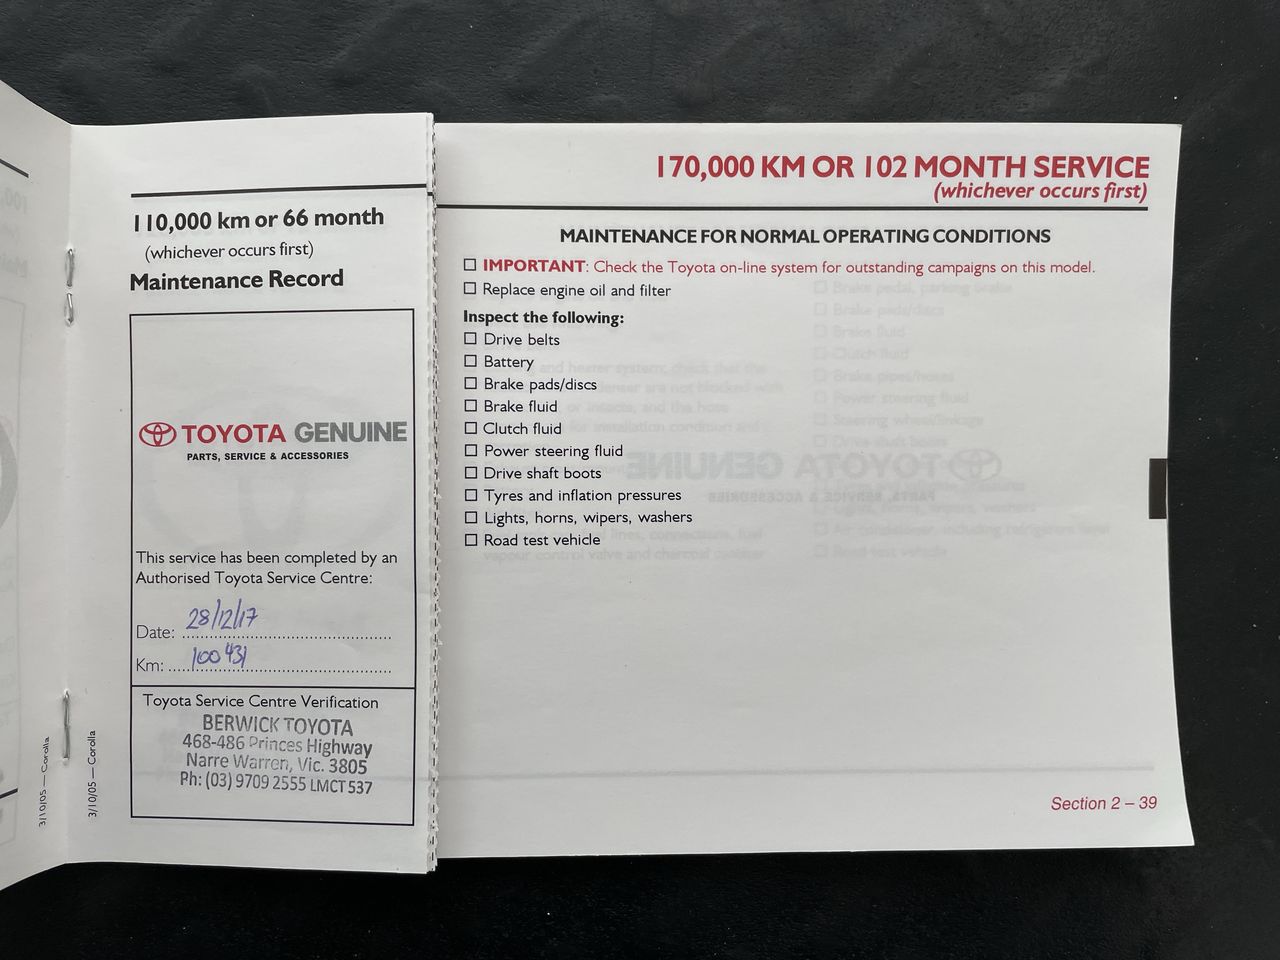 110,000 km or 66 month
(whichever occurs first)
Maintenance Record
TOYOTA GENUINE
PARTS, SERVICE & ACCESSORIES
This service has been completed by an
Authorised Toyota Service Centre:
Date: 28/12/17
Km: 100 431
Toyota Service Centre Verification
BERWICK TOYOTA
468-486 Princes Highway
Narre Warren, Vic. 3805
Ph: (03) 9709 2555 LMCT 537
3/10/05 — Corolla
3/10/05 — Corolla
170,000 KM OR 102 MONTH SERVICE
(whichever occurs first)
MAINTENANCE FOR NORMAL OPERATING CONDITIONS
IMPORTANT: Check the Toyota on-line system for outstanding campaigns on this model.
Replace engine oil and filter
Inspect the following:
Drive belts
Battery
Brake pads/discs
Brake fluid
Clutch fluid
Power steering fluid
Drive shaft boots
Tyres and inflation pressures
Lights, horns, wipers, washers
Road test vehicle
Section 2 – 39